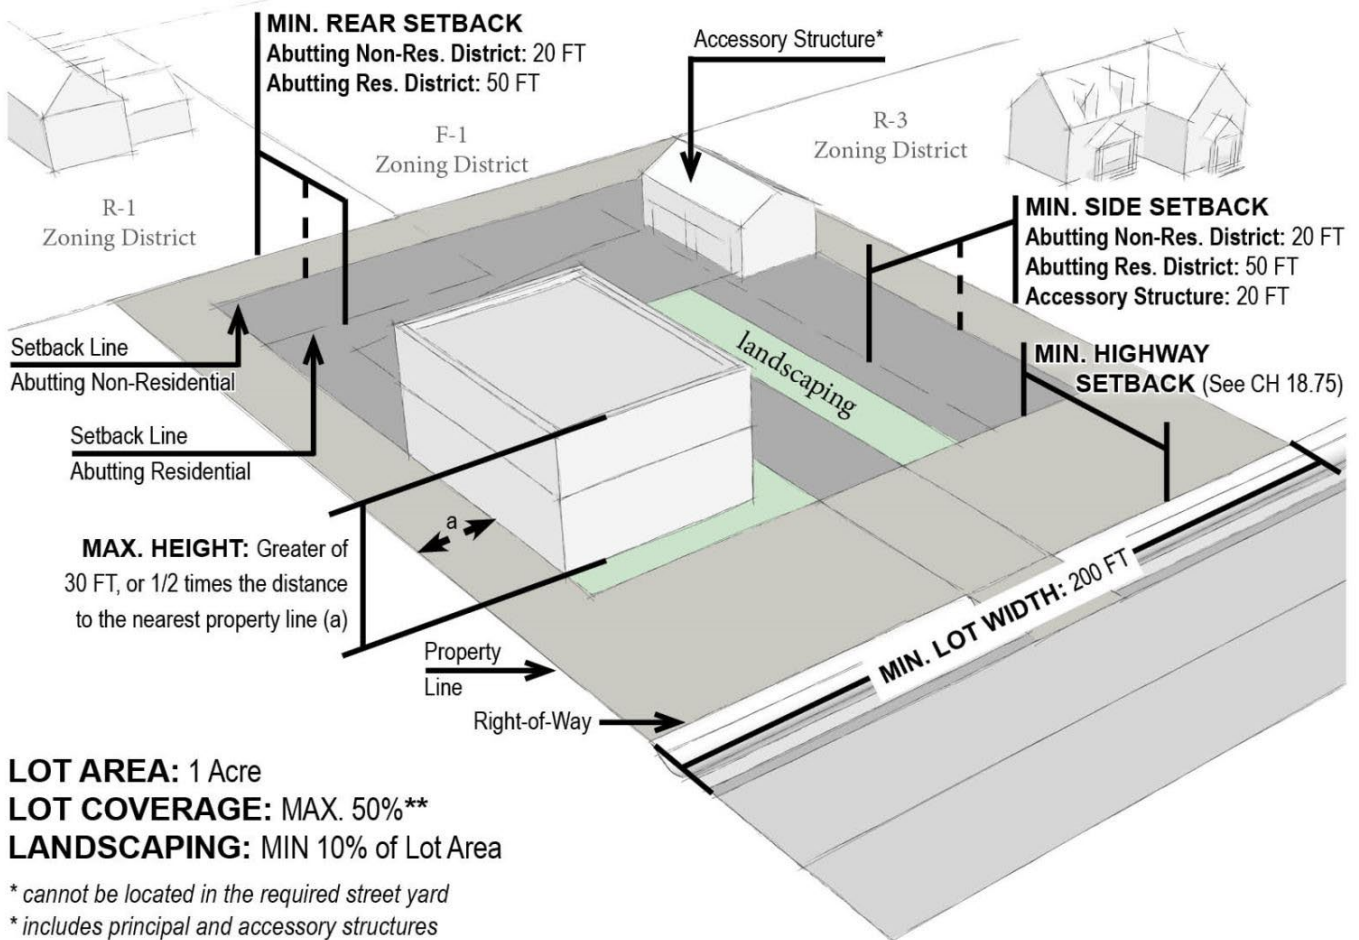 MIN. REAR SETBACK
Abutting Non-Res. District: 20 FT
Abutting Res. District: 50 FT
Accessory Structure*
F-1
Zoning District
R-3
Zoning District
R-1
Zoning District
MIN. SIDE SETBACK
Abutting Non-Res. District: 20 FT
Abutting Res. District: 50 FT
Accessory Structure: 20 FT
Setback Line
Abutting Non-Residential
landscaping
MIN. HIGHWAY
SETBACK (See CH 18.75)
Setback Line
Abutting Residential
a
MAX. HEIGHT: Greater of
30 FT, or 1/2 times the distance
to the nearest property line (a)
MIN. LOT WIDTH: 200 FT
Property
Line
Right-of-Way
LOT AREA: 1 Acre
LOT COVERAGE: MAX. 50%**
LANDSCAPING: MIN 10% of Lot Area
* cannot be located in the required street yard
* includes principal and accessory structures